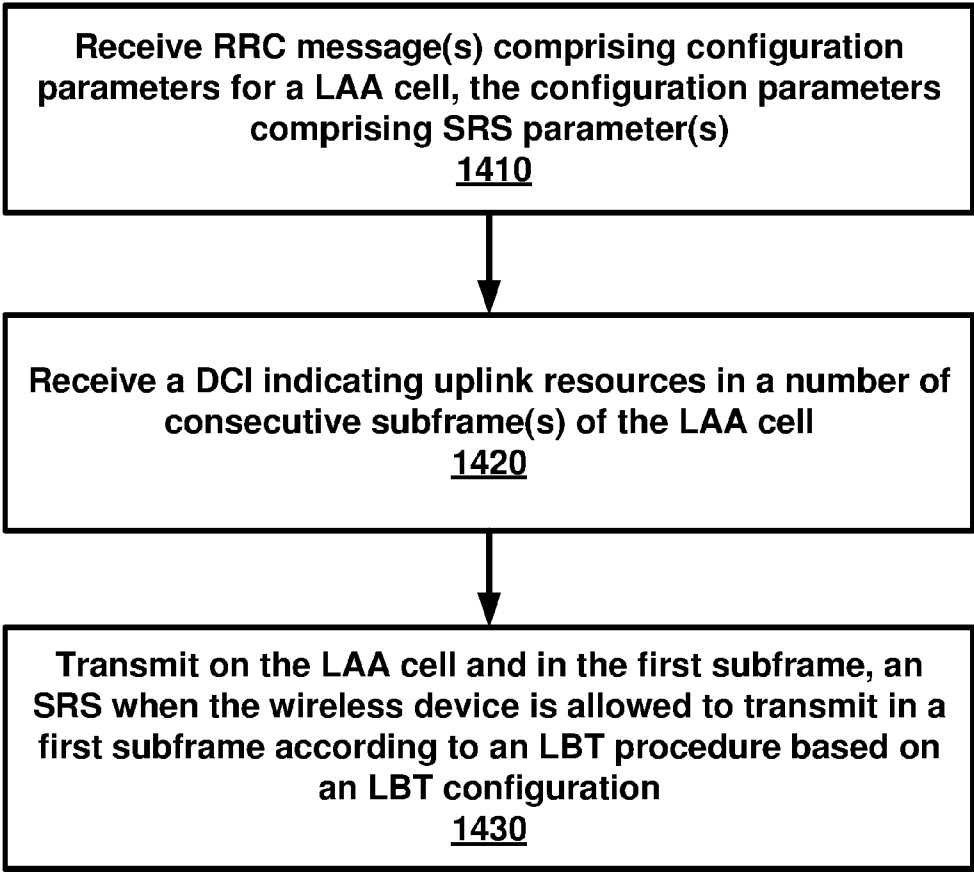 Receive RRC message(s) comprising configuration
parameters for a LAA cell, the configuration parameters
comprising SRS parameter(s)
1410
Receive a DCI indicating uplink resources in a number of
consecutive subframe(s) of the LAA cell
1420
Transmit on the LAA cell and in the first subframe, an
SRS when the wireless device is allowed to transmit in a
first subframe according to an LBT procedure based on
an LBT configuration
1430